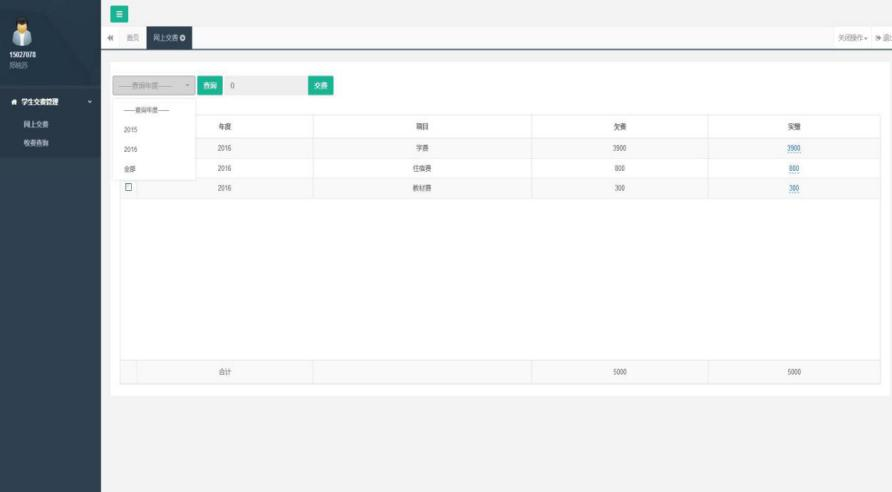 首页
网上交费
关闭操作
15027078
学生交费管理
网上交费
收费查询
——查询年度——
查询
0
交费
——查询年度——
2015
2016
全部
年度
项目
欠费
实缴
2016
学费
3900
3900
2016
住宿费
800
800
2016
教材费
300
300
合计
5000
5000